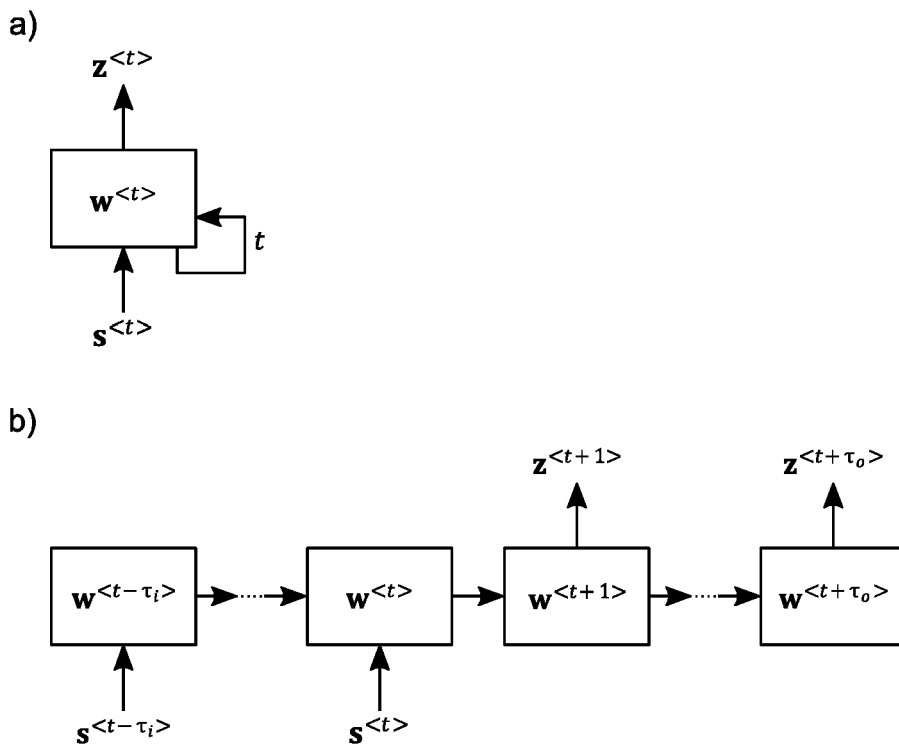 a)
z<t>
w<t>
t
s<t>
b)
z<t+1> z<t+τₒ>
w<t−τᵢ> w<t> w<t+1> w<t+τₒ>
s<t−τᵢ> s<t>